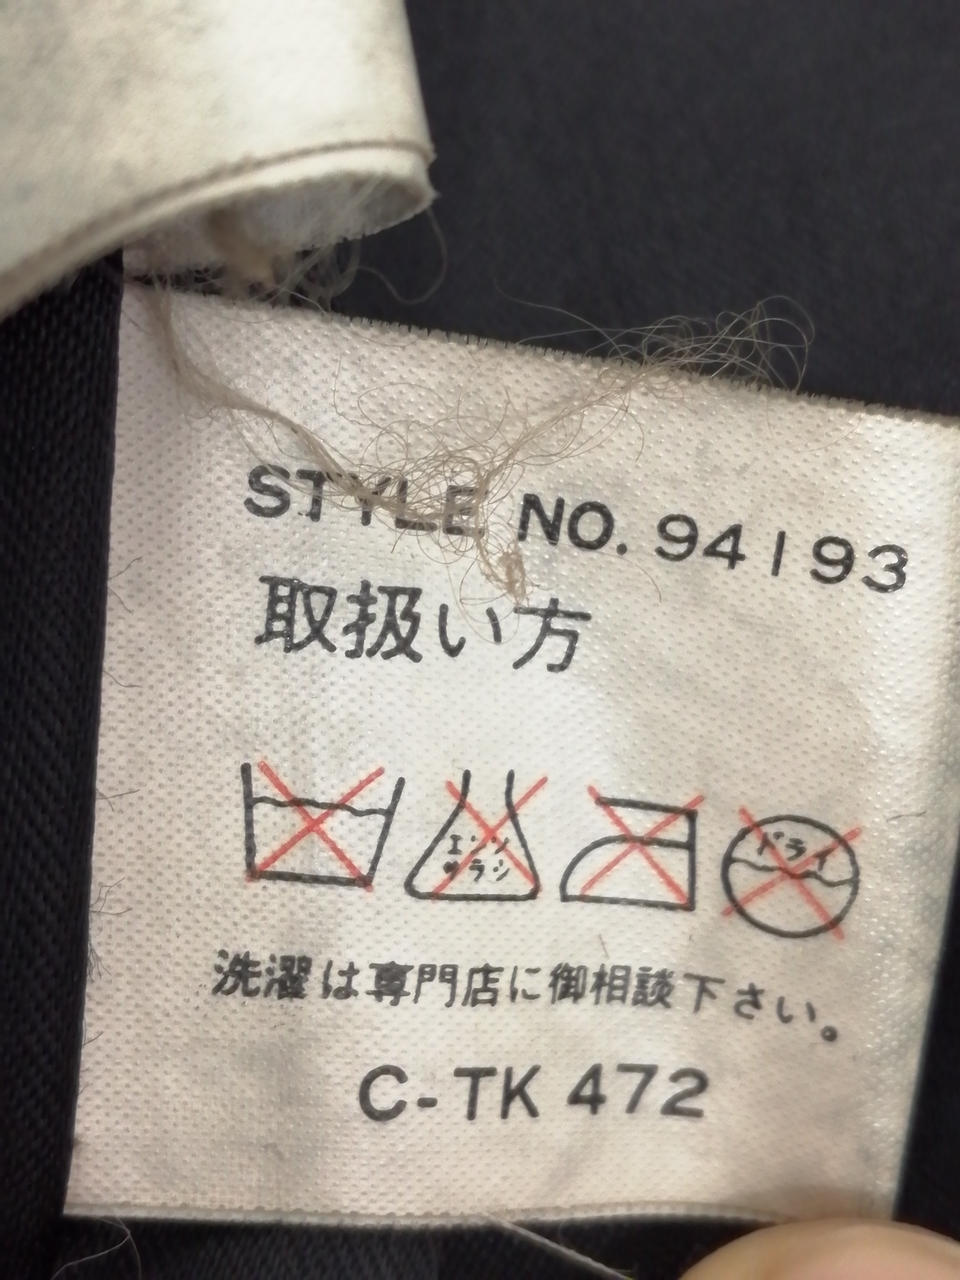 STYLE NO. 94193
取扱い方
エンソ
サラシ
ドライ
洗濯は専門店に御相談下さい。
C-TK 472